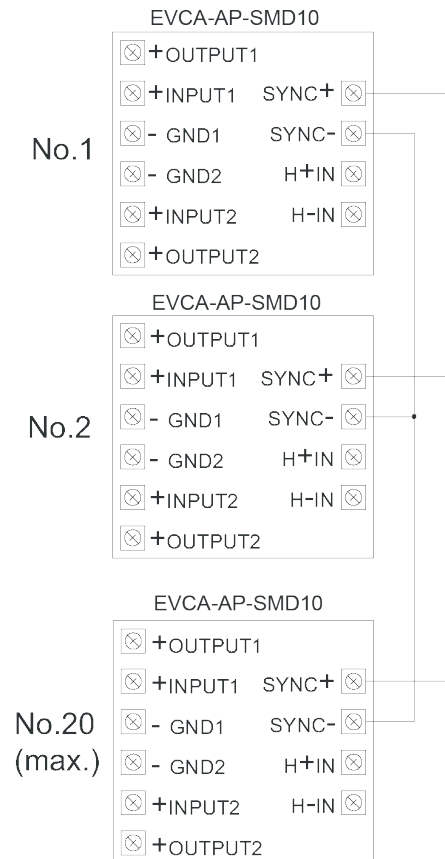 EVCA-AP-SMD10
+OUTPUT1
+INPUT1 SYNC+
- GND1 SYNC-
No.1
- GND2 H+IN
+INPUT2 H-IN
+OUTPUT2
EVCA-AP-SMD10
+OUTPUT1
+INPUT1 SYNC+
No.2
- GND1 SYNC-
- GND2 H+IN
+INPUT2 H-IN
+OUTPUT2
EVCA-AP-SMD10
+OUTPUT1
+INPUT1 SYNC+
No.20
(max.)
- GND1 SYNC-
- GND2 H+IN
+INPUT2 H-IN
+OUTPUT2